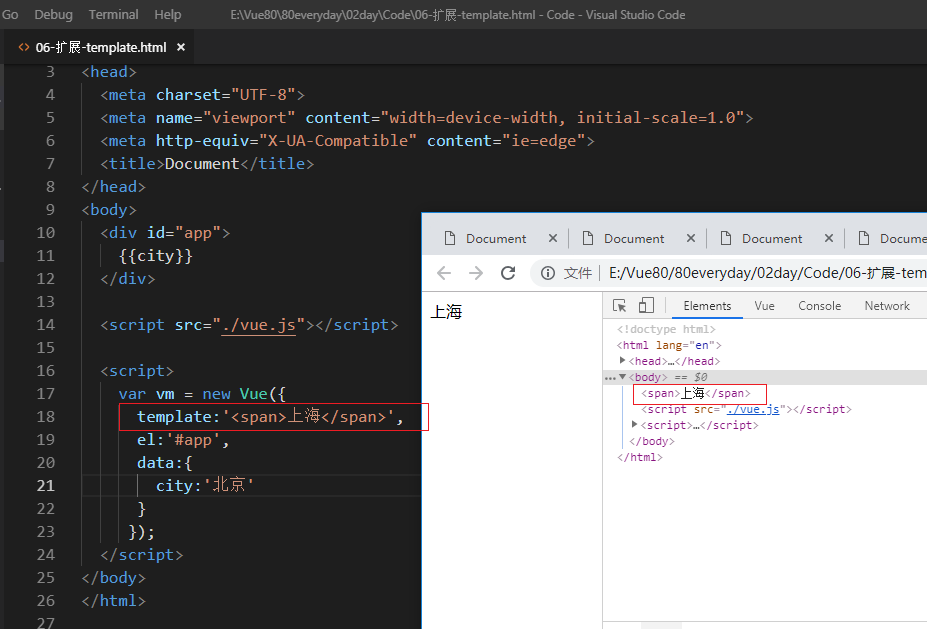 Go Debug Terminal Help E:\Vue80\80everyday\02day\Code\06-扩展-template.html - Code - Visual Studio Code
<> 06-扩展-template.html ×
3 <head>
4 <meta charset="UTF-8">
5 <meta name="viewport" content="width=device-width, initial-scale=1.0">
6 <meta http-equiv="X-UA-Compatible" content="ie=edge">
7 <title>Document</title>
8 </head>
9 <body>
10 <div id="app">
11 {{city}}
12 </div>
13
14 <script src="./vue.js"></script>
15
16 <script>
17 var vm = new Vue({
18 template:'<span>上海</span>',
19 el:'#app',
20 data:{
21 city:'北京'
22 }
23 });
24 </script>
25 </body>
26 </html>
27
Document × Document × Document × Docume
文件 E:/Vue80/80everyday/02day/Code/06-扩展-tem
上海
Elements Vue Console Network
<!doctype html>
<html lang="en">
<head>…</head>
<body> == $0
<span>上海</span>
<script src="./vue.js"></script>
<script>…</script>
</body>
</html>